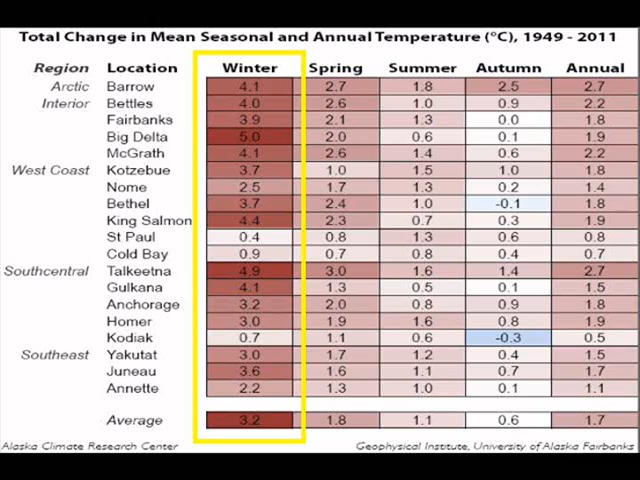 Total Change in Mean Seasonal and Annual Temperature (°C), 1949 - 2011
Region Location Winter Spring Summer Autumn Annual
Arctic Barrow 4.1 2.7 1.8 2.5 2.7
Interior Bettles 4.0 2.6 1.0 0.9 2.2
Fairbanks 3.9 2.1 1.3 0.0 1.8
Big Delta 5.0 2.0 0.6 0.1 1.9
McGrath 4.1 2.6 1.4 0.6 2.2
West Coast Kotzebue 3.7 1.0 1.5 1.0 1.8
Nome 2.5 1.7 1.3 0.2 1.4
Bethel 3.7 2.4 1.0 -0.1 1.8
King Salmon 4.4 2.3 0.7 0.3 1.9
St Paul 0.4 0.8 1.3 0.6 0.8
Cold Bay 0.9 0.7 0.8 0.4 0.7
Southcentral Talkeetna 4.9 3.0 1.6 1.4 2.7
Gulkana 4.1 1.3 0.5 0.1 1.5
Anchorage 3.2 2.0 0.8 0.9 1.8
Homer 3.0 1.9 1.6 0.8 1.9
Kodiak 0.7 1.1 0.6 -0.3 0.5
Southeast Yakutat 3.0 1.7 1.2 0.4 1.5
Juneau 3.6 1.6 1.1 0.7 1.7
Annette 2.2 1.3 1.0 0.1 1.1
Average 3.2 1.8 1.1 0.6 1.7
Alaska Climate Research Center Geophysical Institute, University of Alaska Fairbanks